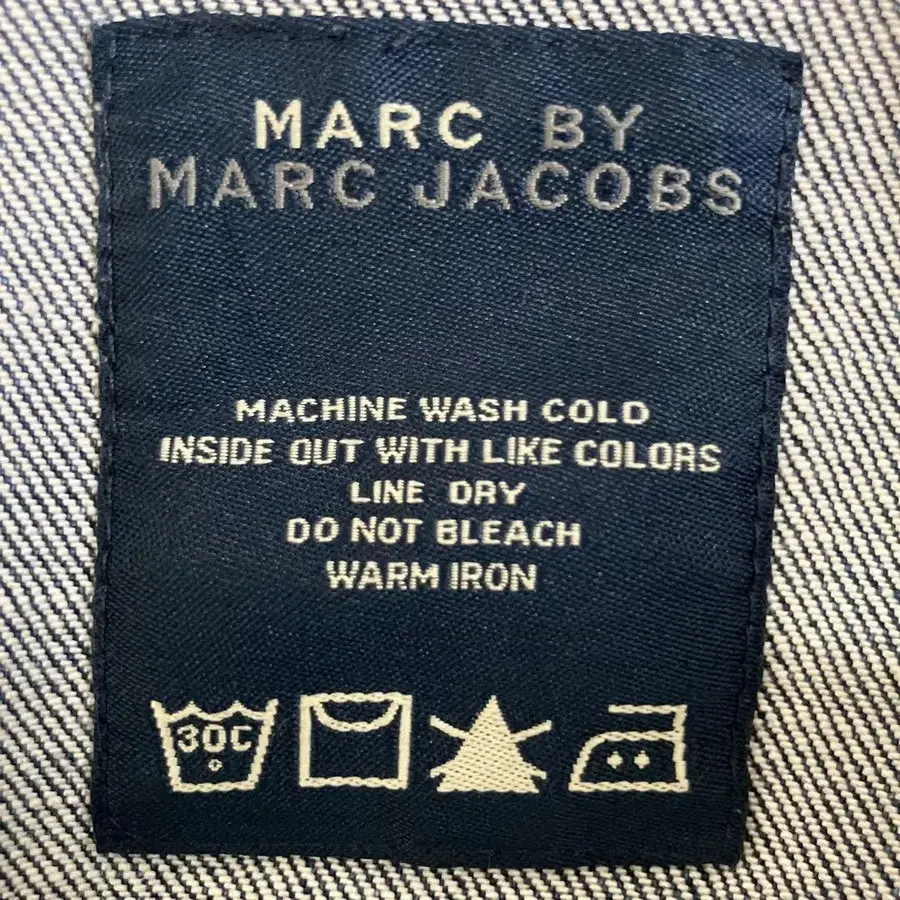 MARC BY
MARC JACOBS
MACHINE WASH COLD
INSIDE OUT WITH LIKE COLORS
LINE DRY
DO NOT BLEACH
WARM IRON
30C